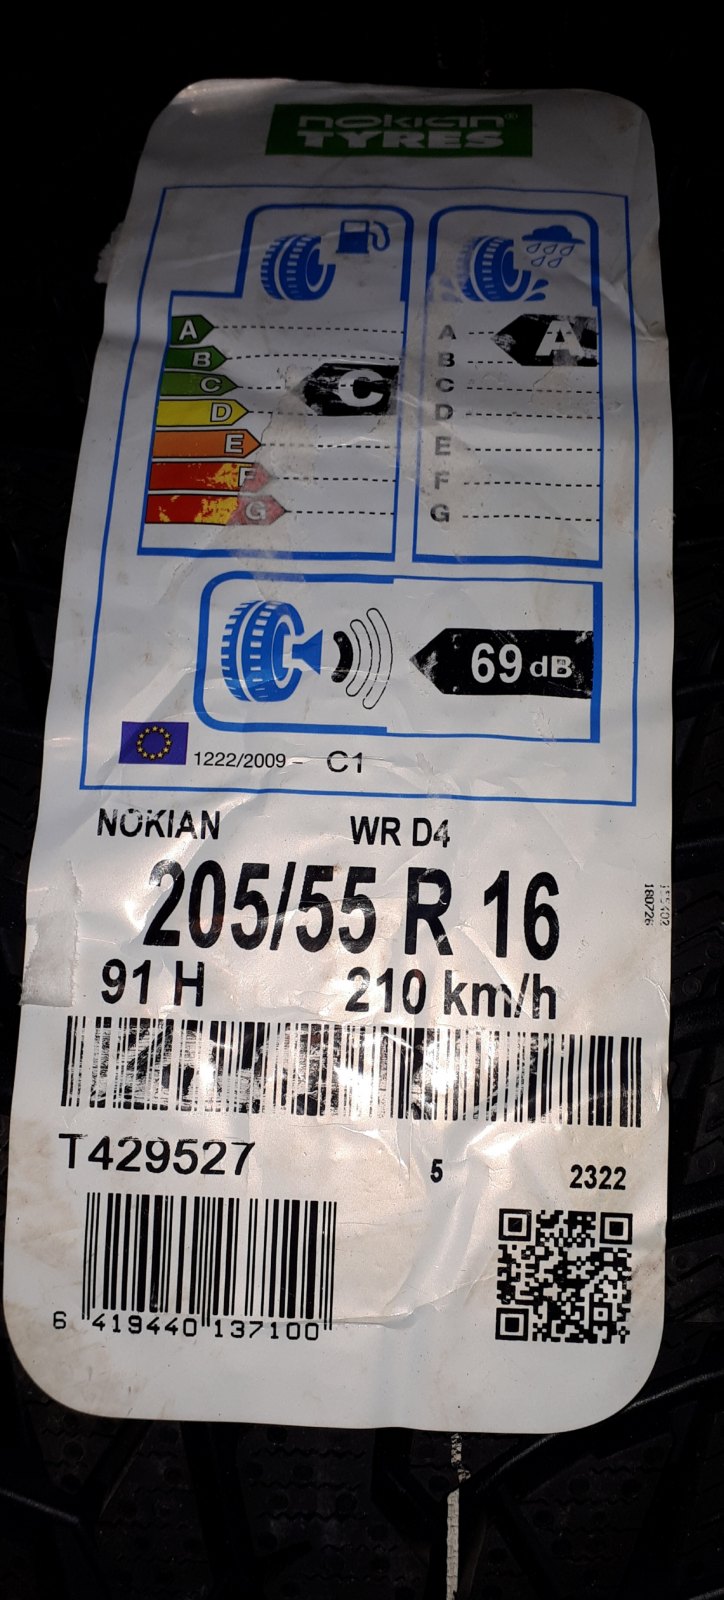 nokian®
TYRES
A
B
C
D
E
F
G
C
A
B
C
D
E
F
G
A
69 dB
1222/2009 – C1
NOKIAN WR D4
205/55 R 16
91 H 210 km/h
180726
T429527 5 2322
6 419440 137100